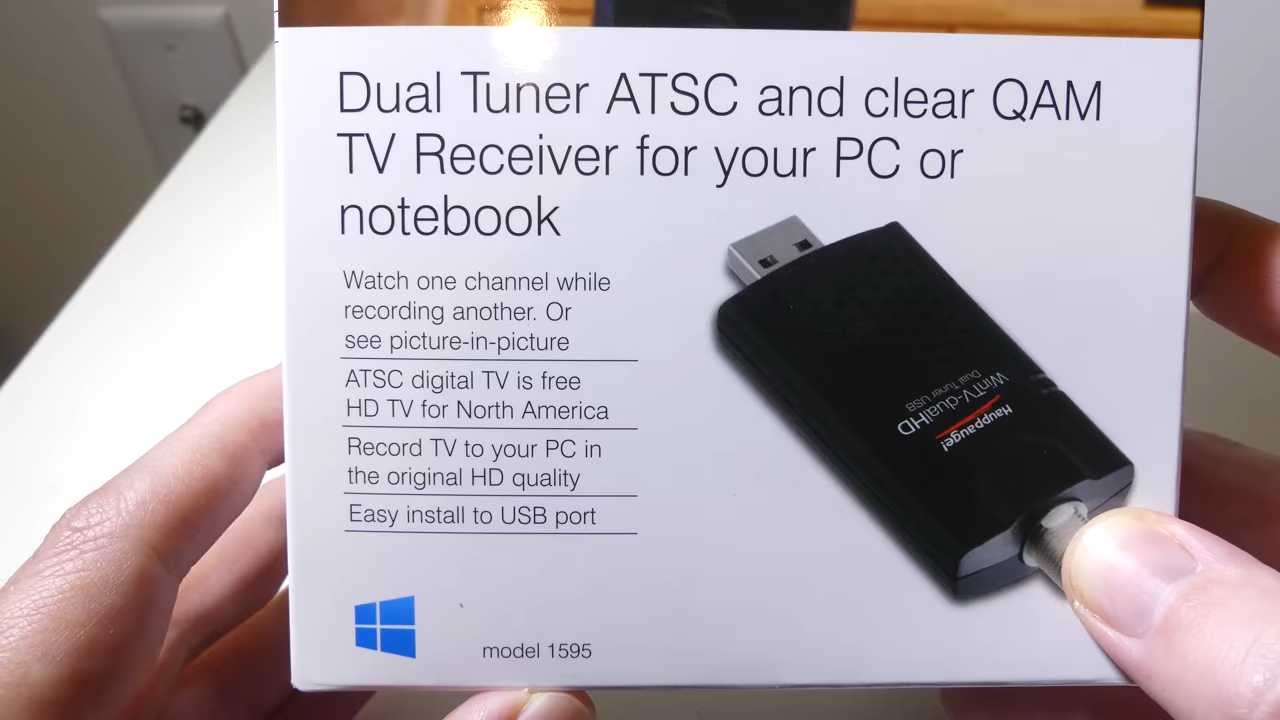 Dual Tuner ATSC and clear QAM
TV Receiver for your PC or
notebook
Watch one channel while
recording another. Or
see picture-in-picture
ATSC digital TV is free
HD TV for North America
Record TV to your PC in
the original HD quality
Easy install to USB port
model 1595
Hauppauge!
WinTV-dualHD
Dual Tuner USB